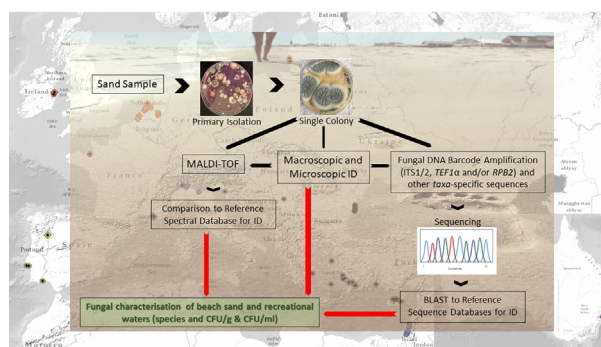 Estonia
Ireland
Sand Sample
Primary Isolation
Single Colony
MALDI-TOF
Macroscopic and
Microscopic ID
Fungal DNA Barcode Amplification
(ITS1/2, TEF1α and/or RPB2) and
other taxa-specific sequences
Comparison to Reference
Spectral Database for ID
Sequencing
Fungal characterisation of beach sand and recreational
waters (species and CFU/g & CFU/ml)
BLAST to Reference
Sequence Databases for ID
France
Spain
Portugal
Morocco